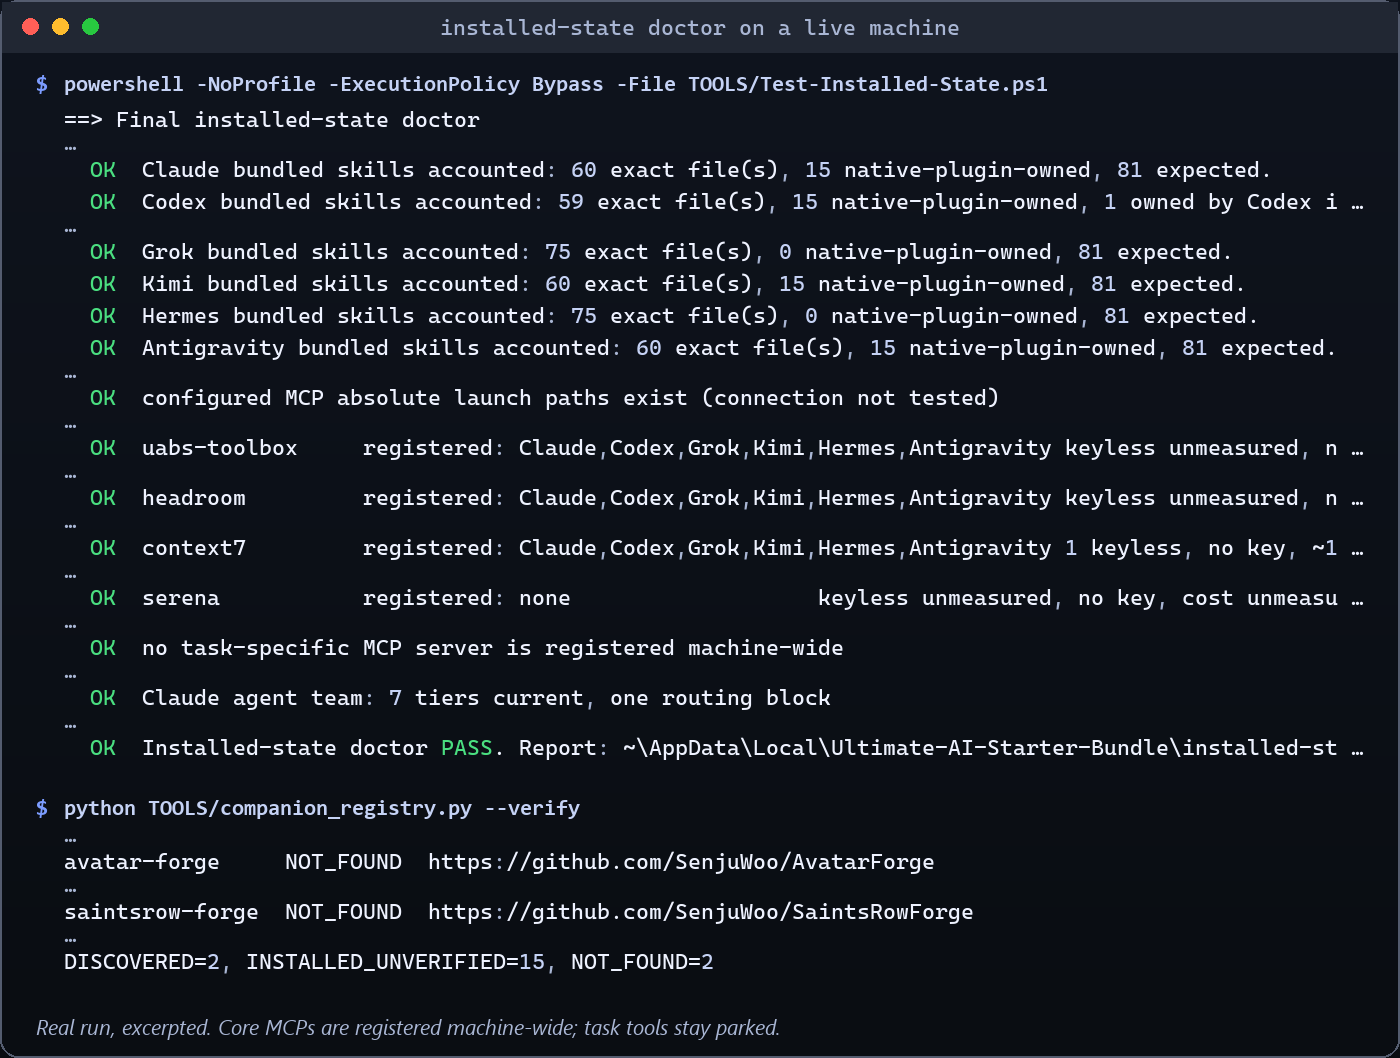 installed-state doctor on a live machine
$ powershell -NoProfile -ExecutionPolicy Bypass -File TOOLS/Test-Installed-State.ps1
==> Final installed-state doctor
…
OK Claude bundled skills accounted: 60 exact file(s), 15 native-plugin-owned, 81 expected.
OK Codex bundled skills accounted: 59 exact file(s), 15 native-plugin-owned, 1 owned by Codex i …
…
OK Grok bundled skills accounted: 75 exact file(s), 0 native-plugin-owned, 81 expected.
OK Kimi bundled skills accounted: 60 exact file(s), 15 native-plugin-owned, 81 expected.
OK Hermes bundled skills accounted: 75 exact file(s), 0 native-plugin-owned, 81 expected.
OK Antigravity bundled skills accounted: 60 exact file(s), 15 native-plugin-owned, 81 expected.
…
OK configured MCP absolute launch paths exist (connection not tested)
…
OK uabs-toolbox registered: Claude,Codex,Grok,Kimi,Hermes,Antigravity keyless unmeasured, n …
…
OK headroom registered: Claude,Codex,Grok,Kimi,Hermes,Antigravity keyless unmeasured, n …
…
OK context7 registered: Claude,Codex,Grok,Kimi,Hermes,Antigravity 1 keyless, no key, ~1 …
…
OK serena registered: none keyless unmeasured, no key, cost unmeasu …
…
OK no task-specific MCP server is registered machine-wide
…
OK Claude agent team: 7 tiers current, one routing block
…
OK Installed-state doctor PASS. Report: ~\AppData\Local\Ultimate-AI-Starter-Bundle\installed-st …
$ python TOOLS/companion_registry.py --verify
…
avatar-forge NOT_FOUND https://github.com/SenjuWoo/AvatarForge
…
saintsrow-forge NOT_FOUND https://github.com/SenjuWoo/SaintsRowForge
…
DISCOVERED=2, INSTALLED_UNVERIFIED=15, NOT_FOUND=2
Real run, excerpted. Core MCPs are registered machine-wide; task tools stay parked.